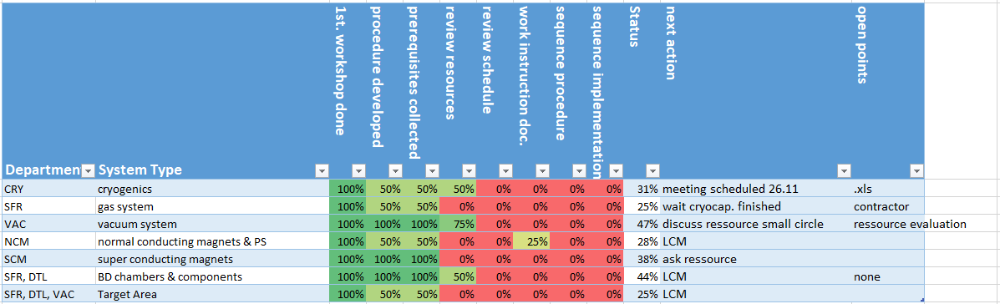 Department System Type 1st. workshop done procedure developed prerequisites collected review resources review schedule work instruction doc. sequence procedure sequence implementation Status next action open points
CRY cryogenics 100% 50% 50% 50% 0% 0% 0% 0% 31% meeting scheduled 26.11 .xls
SFR gas system 100% 50% 50% 0% 0% 0% 0% 0% 25% wait cryocap. finished contractor
VAC vacuum system 100% 100% 100% 75% 0% 0% 0% 0% 47% discuss ressource small circle ressource evaluation
NCM normal conducting magnets & PS 100% 50% 50% 0% 0% 25% 0% 0% 28% LCM
SCM super conducting magnets 100% 100% 100% 0% 0% 0% 0% 0% 38% ask ressource
SFR, DTL BD chambers & components 100% 100% 100% 50% 0% 0% 0% 0% 44% LCM none
SFR, DTL, VAC Target Area 100% 50% 50% 0% 0% 0% 0% 0% 25% LCM